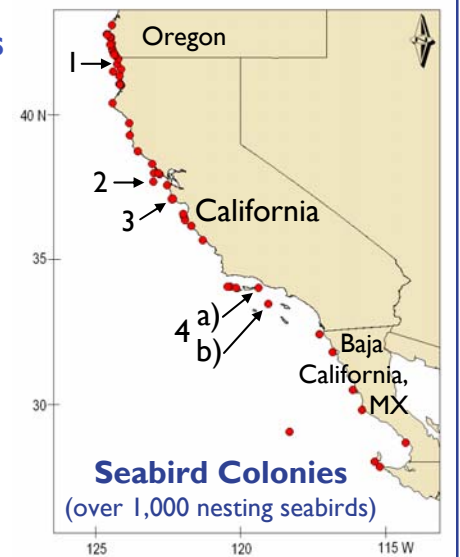 s
Oregon
1
40 N
2
3
California
35
4 a)
b)
Baja
California,
MX
30
Seabird Colonies
(over 1,000 nesting seabirds)
125
120
115 W